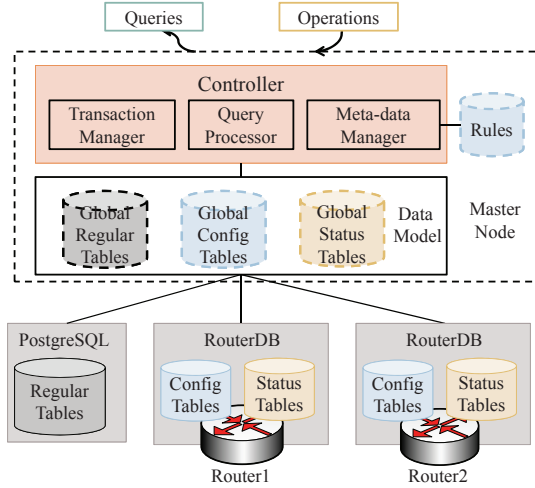 Queries
Operations
Controller
Transaction
Manager
Query
Processor
Meta-data
Manager
Rules
Global
Regular
Tables
Global
Config
Tables
Global
Status
Tables
Data
Model
Master
Node
PostgreSQL
Regular
Tables
RouterDB
Config
Tables
Status
Tables
Router1
RouterDB
Config
Tables
Status
Tables
Router2